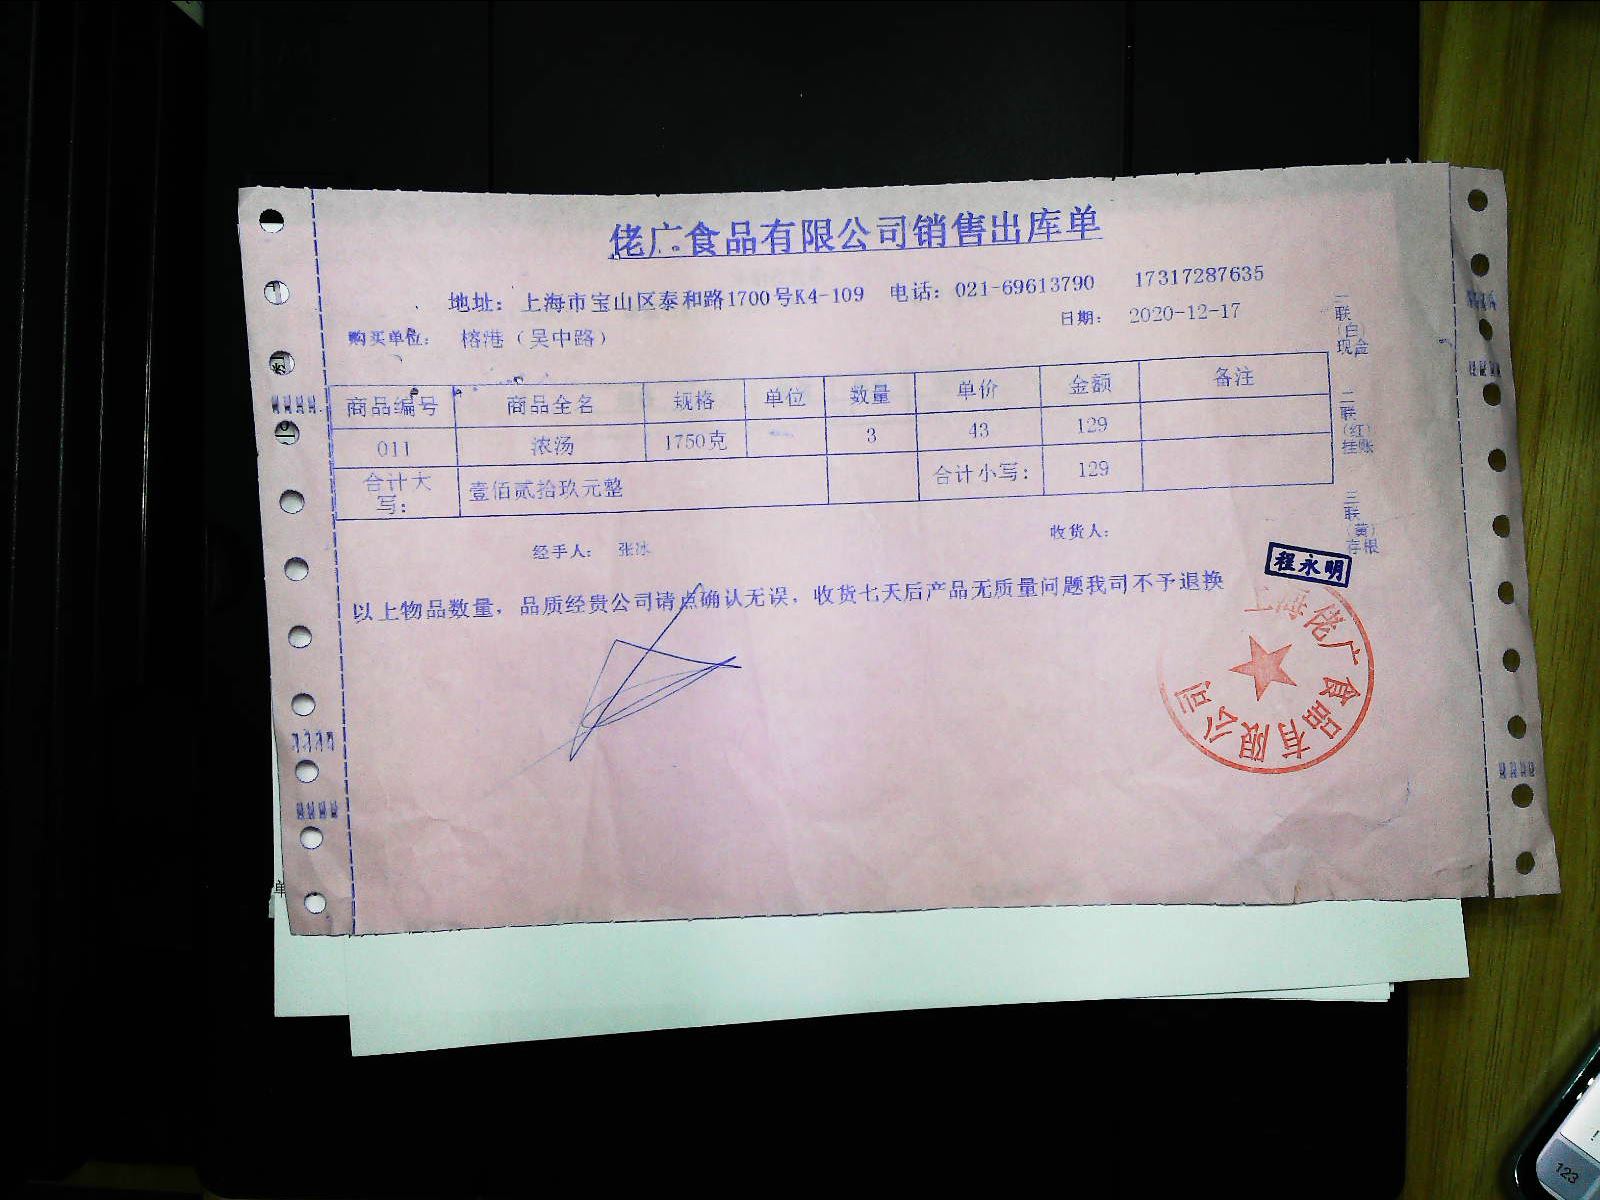 佬广食品有限公司销售出库单
地址：上海市宝山区泰和路1700号K4-109 电话：021-69613790 17317287635
购买单位：榕港（吴中路） 日期：2020-12-17
商品编号 商品全名 规格 单位 数量 单价 金额 备注
011 浓汤 1750克 3 43 129
合计大写： 壹佰贰拾玖元整 合计小写： 129
经手人：张冰 收货人：
以上物品数量，品质经贵公司请点确认无误，收货七天后产品无质量问题我司不予退换
一联（白）现金
二联（红）挂账
三联（黄）存根
程永明
上海佬广食品有限公司
单
123